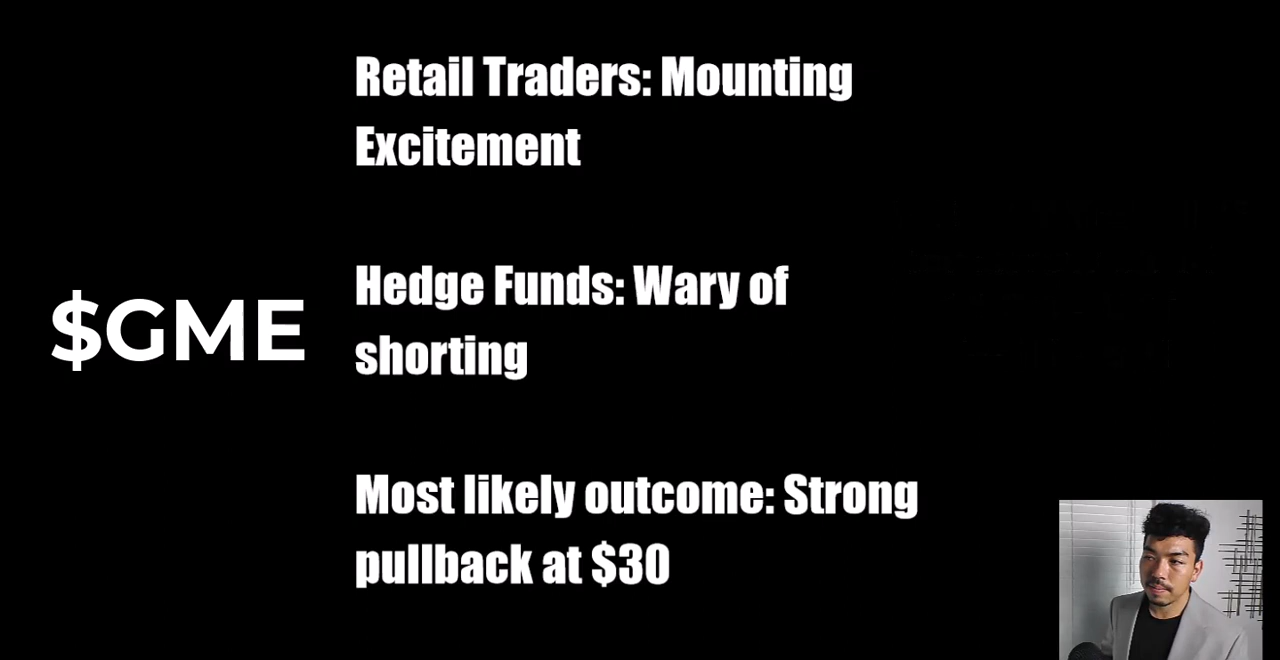 Retail Traders: Mounting
Excitement
Hedge Funds: Wary of
shorting
$GME
Most likely outcome: Strong
pullback at $30